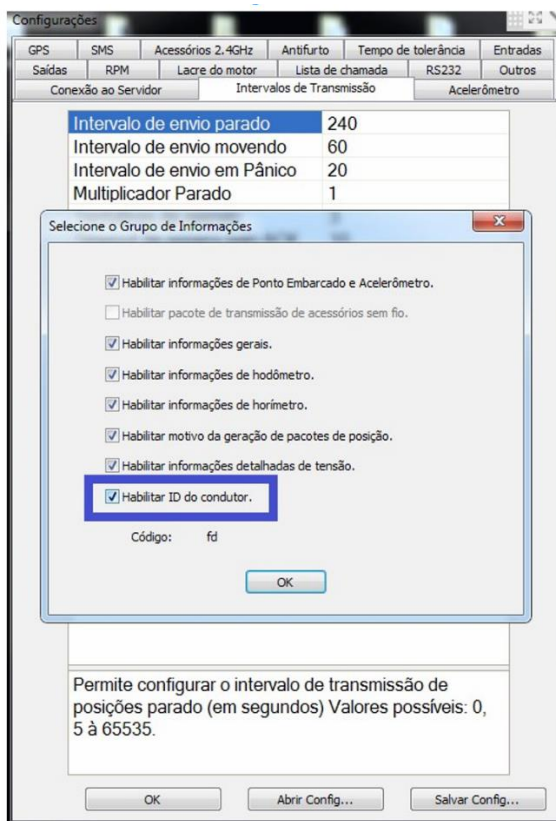 Configurações
GPS SMS Acessórios 2.4GHz Antifurto Tempo de tolerância Entradas
Saídas RPM Lacre do motor Lista de chamada RS232 Outros
Conexão ao Servidor Intervalos de Transmissão Acelerômetro
Intervalo de envio parado 240
Intervalo de envio movendo 60
Intervalo de envio em Pânico 20
Multiplicador Parado 1
Selecione o Grupo de Informações
Habilitar informações de Ponto Embarcado e Acelerômetro.
Habilitar pacote de transmissão de acessórios sem fio.
Habilitar informações gerais.
Habilitar informações de hodômetro.
Habilitar informações de horímetro.
Habilitar motivo da geração de pacotes de posição.
Habilitar informações detalhadas de tensão.
Habilitar ID do condutor.
Código: fd
OK
Permite configurar o intervalo de transmissão de
posições parado (em segundos) Valores possíveis: 0,
5 à 65535.
OK Abrir Config... Salvar Config...